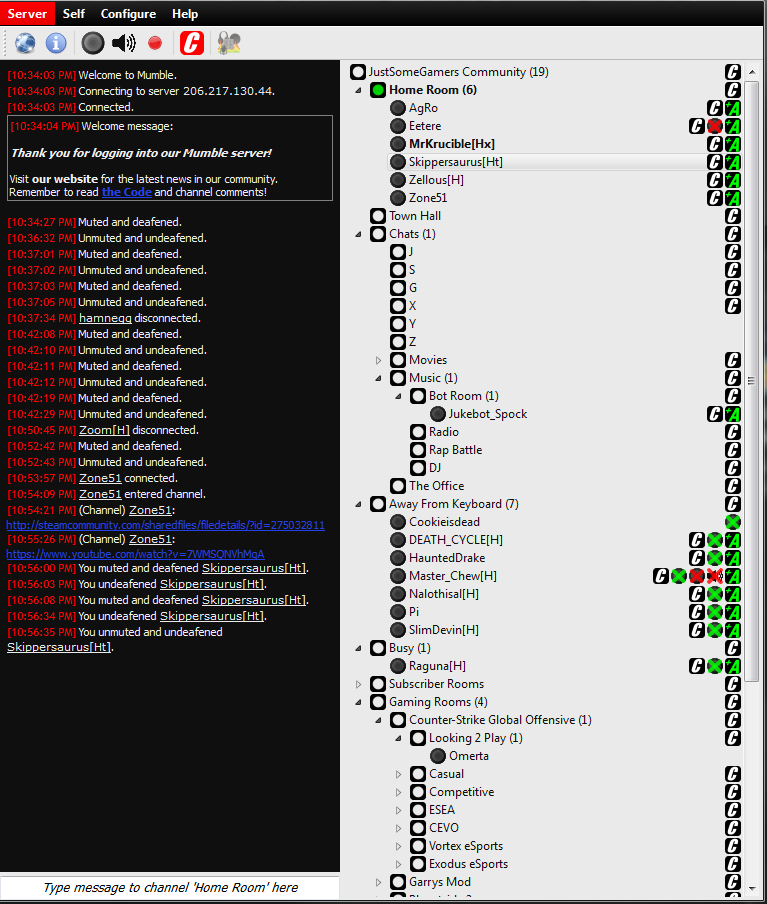 Server Self Configure Help
[10:34:03 PM] Welcome to Mumble.
[10:34:03 PM] Connecting to server 206.217.130.44.
[10:34:03 PM] Connected.
[10:34:04 PM] Welcome message:
Thank you for logging into our Mumble server!
Visit our website for the latest news in our community.
Remember to read the Code and channel comments!
[10:34:27 PM] Muted and deafened.
[10:36:32 PM] Unmuted and undeafened.
[10:37:01 PM] Muted and deafened.
[10:37:02 PM] Unmuted and undeafened.
[10:37:03 PM] Muted and deafened.
[10:37:05 PM] Unmuted and undeafened.
[10:37:34 PM] hamnegg disconnected.
[10:42:08 PM] Muted and deafened.
[10:42:10 PM] Unmuted and undeafened.
[10:42:11 PM] Muted and deafened.
[10:42:12 PM] Unmuted and undeafened.
[10:42:19 PM] Muted and deafened.
[10:42:29 PM] Unmuted and undeafened.
[10:50:45 PM] Zoom[H] disconnected.
[10:52:42 PM] Muted and deafened.
[10:52:43 PM] Unmuted and undeafened.
[10:53:57 PM] Zone51 connected.
[10:54:09 PM] Zone51 entered channel.
[10:54:21 PM] (Channel) Zone51:
http://steamcommunity.com/sharedfiles/filedetails/?id=275032811
[10:55:26 PM] (Channel) Zone51:
https://www.youtube.com/watch?v=7WMSQNVhMgA
[10:56:00 PM] You muted and deafened Skippersaurus[Ht].
[10:56:03 PM] You undeafened Skippersaurus[Ht].
[10:56:08 PM] You muted and deafened Skippersaurus[Ht].
[10:56:34 PM] You undeafened Skippersaurus[Ht].
[10:56:35 PM] You unmuted and undeafened
Skippersaurus[Ht].
Type message to channel 'Home Room' here
JustSomeGamers Community (19)
Home Room (6)
AgRo
Eetere
MrKrucible[Hx]
Skippersaurus[Ht]
Zellous[H]
Zone51
Town Hall
Chats (1)
J
S
G
X
Y
Z
Movies
Music (1)
Bot Room (1)
Jukebot_Spock
Radio
Rap Battle
DJ
The Office
Away From Keyboard (7)
Cookieisdead
DEATH_CYCLE[H]
HauntedDrake
Master_Chew[H]
Nalothisal[H]
Pi
SlimDevin[H]
Busy (1)
Raguna[H]
Subscriber Rooms
Gaming Rooms (4)
Counter-Strike Global Offensive (1)
Looking 2 Play (1)
Omerta
Casual
Competitive
ESEA
CEVO
Vortex eSports
Exodus eSports
Garrys Mod